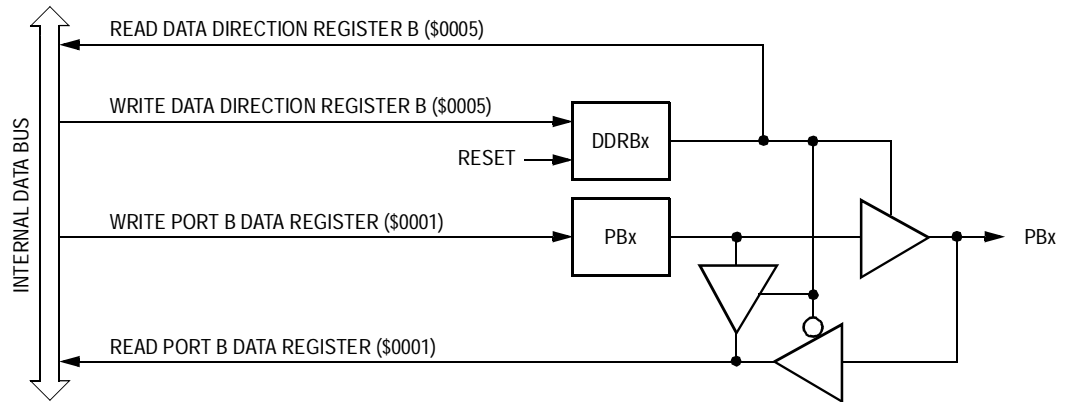 READ DATA DIRECTION REGISTER B ($0005)
WRITE DATA DIRECTION REGISTER B ($0005)
DDRBx
RESET
INTERNAL DATA BUS
WRITE PORT B DATA REGISTER ($0001)
PBx
PBx
READ PORT B DATA REGISTER ($0001)